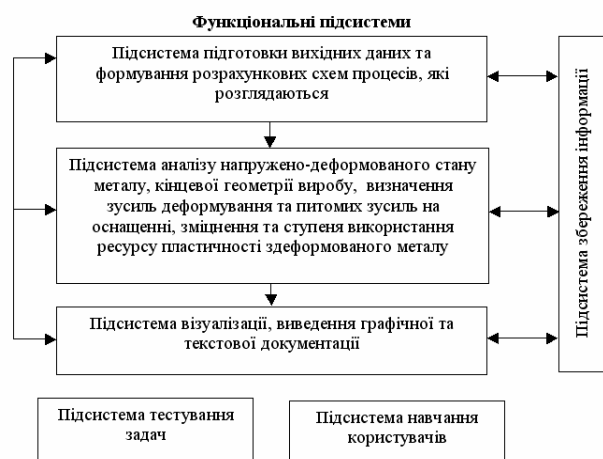 Функціональні підсистеми
Підсистема підготовки вихідних даних та
формування розрахункових схем процесів, які
розглядаються
Підсистема аналізу напружено-деформованого стану
металу, кінцевої геометрії виробу, визначення
зусиль деформування та питомих зусиль на
оснащенні, зміцнення та ступеня використання
ресурсу пластичності здеформованого металу
Підсистема візуалізації, виведення графічної та
текстової документації
Підсистема збереження інформації
Підсистема тестування
задач
Підсистема навчання
користувачів